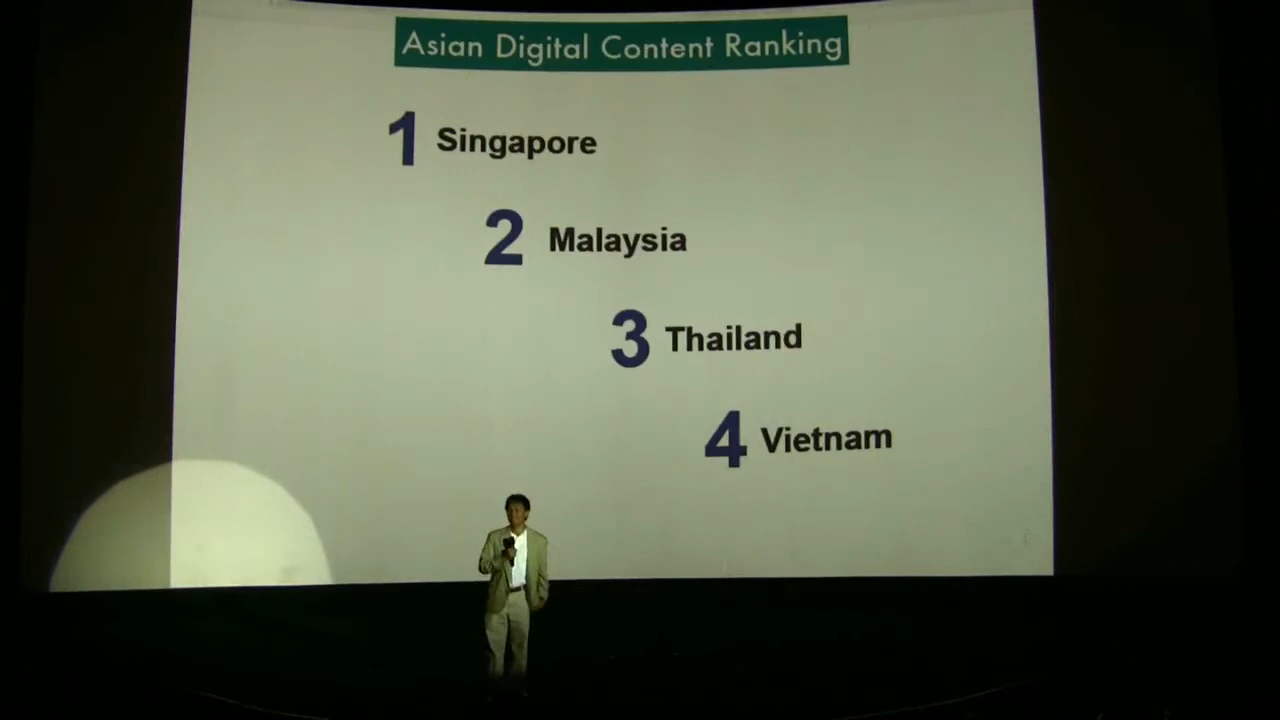 Asian Digital Content Ranking
1 Singapore
2 Malaysia
3 Thailand
4 Vietnam